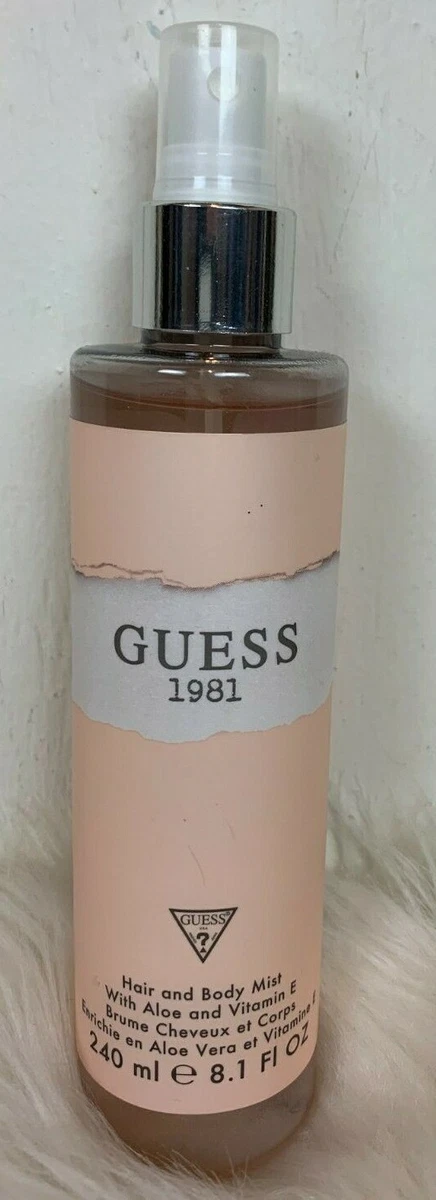 GUESS
1981
GUESS®
USA
?
Hair and Body Mist
With Aloe and Vitamin E
Brume Cheveux et Corps
Enrichie en Aloe Vera et Vitamine E
240 ml ℮ 8.1 Fl OZ